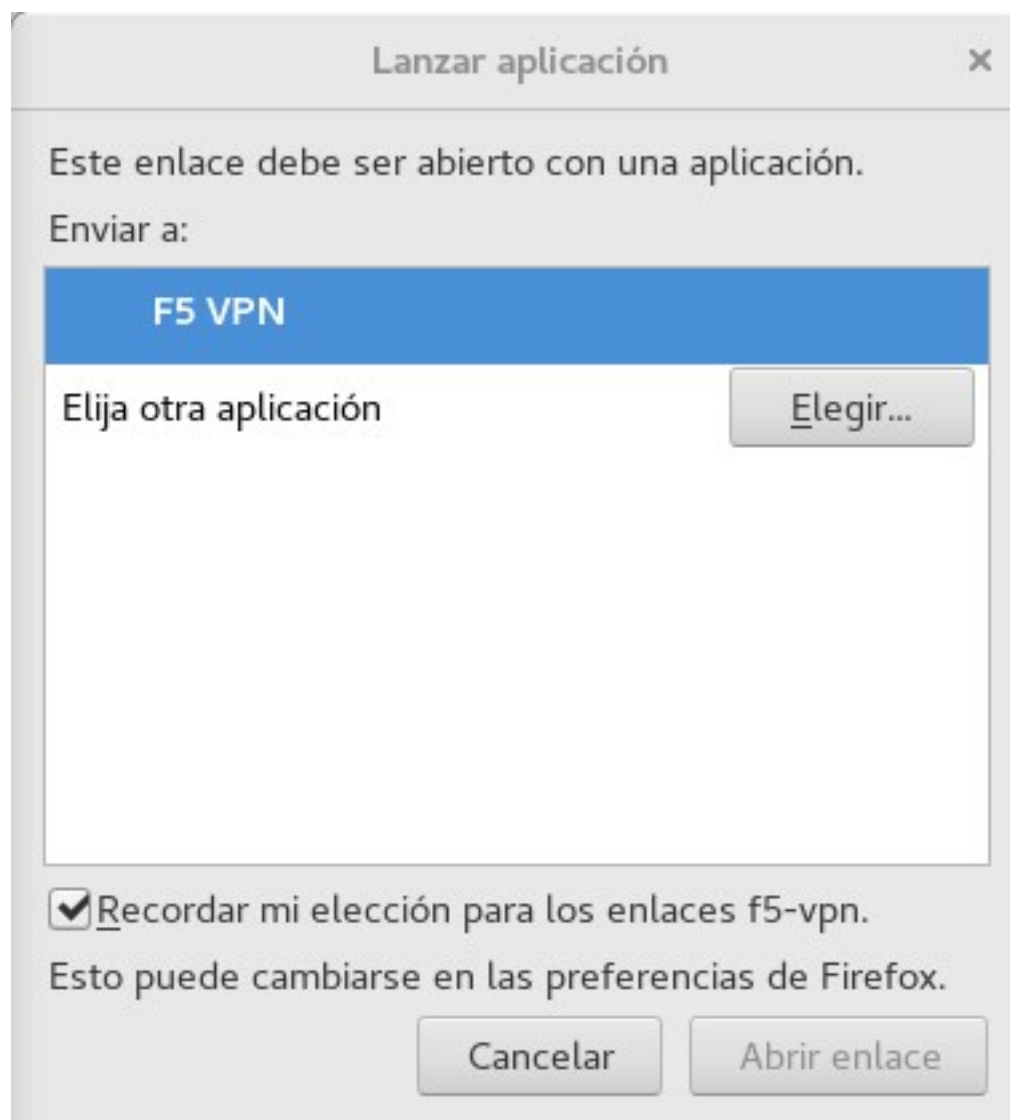 Lanzar aplicación
Este enlace debe ser abierto con una aplicación.
Enviar a:
F5 VPN
Elija otra aplicación
Elegir...
Recordar mi elección para los enlaces f5-vpn.
Esto puede cambiarse en las preferencias de Firefox.
Cancelar
Abrir enlace